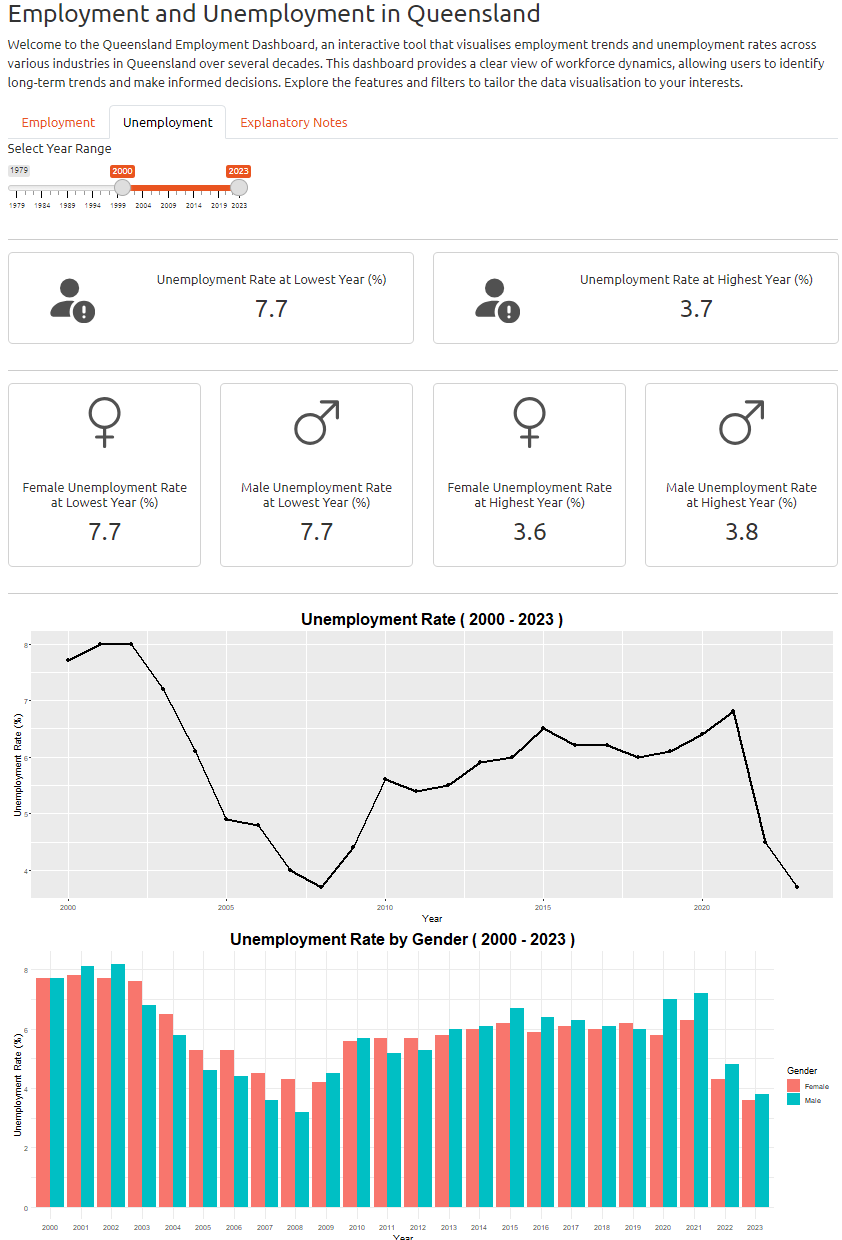 Employment and Unemployment in Queensland
Welcome to the Queensland Employment Dashboard, an interactive tool that visualises employment trends and unemployment rates across
various industries in Queensland over several decades. This dashboard provides a clear view of workforce dynamics, allowing users to identify
long-term trends and make informed decisions. Explore the features and filters to tailor the data visualisation to your interests.
Employment Unemployment Explanatory Notes
Select Year Range
1979 2000 2023
1979 1984 1989 1994 1999 2004 2009 2014 2019 2023
Unemployment Rate at Lowest Year (%)
7.7
Unemployment Rate at Highest Year (%)
3.7
Female Unemployment Rate
at Lowest Year (%)
7.7
Male Unemployment Rate
at Lowest Year (%)
7.7
Female Unemployment Rate
at Highest Year (%)
3.6
Male Unemployment Rate
at Highest Year (%)
3.8
Unemployment Rate ( 2000 - 2023 )
Unemployment Rate (%)
8
7
6
5
4
2000 2005 2010 2015 2020
Year
Unemployment Rate by Gender ( 2000 - 2023 )
Unemployment Rate (%)
8
6
4
2
0
2000 2001 2002 2003 2004 2005 2006 2007 2008 2009 2010 2011 2012 2013 2014 2015 2016 2017 2018 2019 2020 2021 2022 2023
Year
Gender
Female
Male